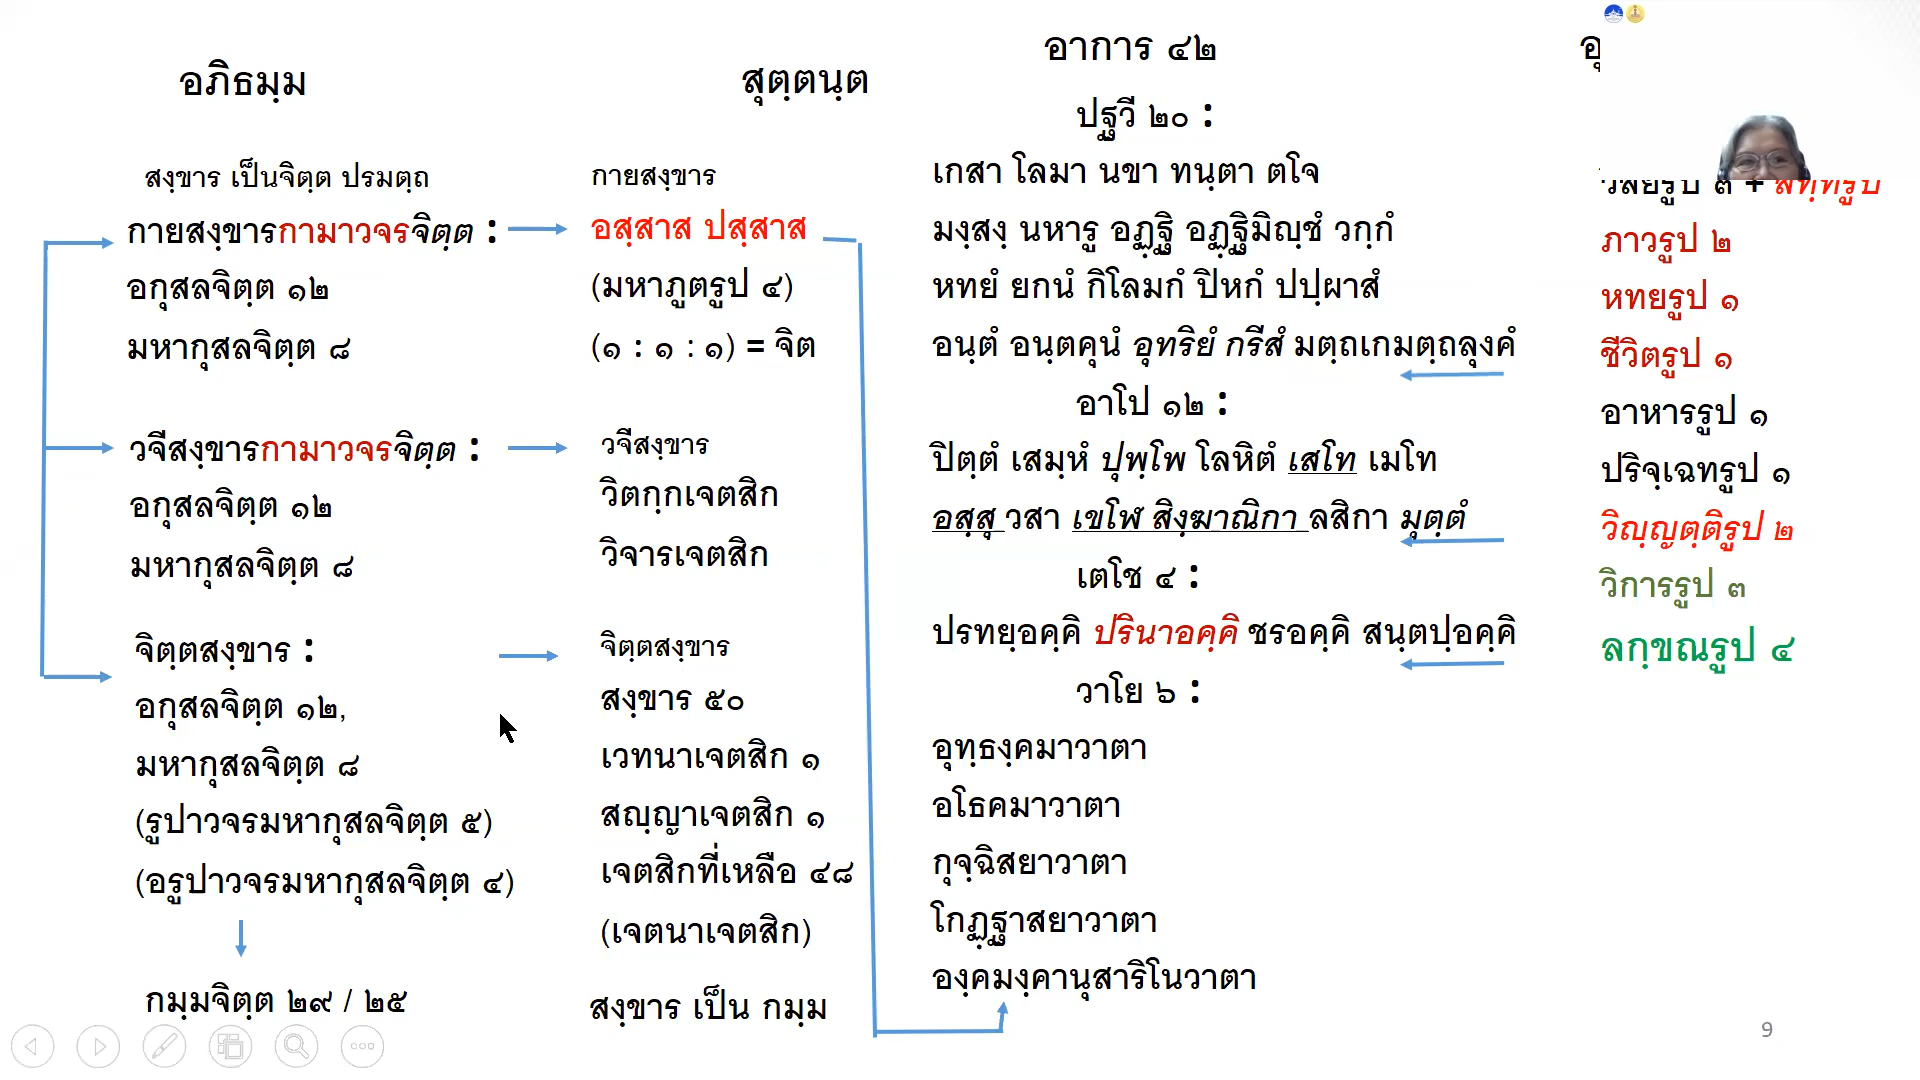 อภิธมฺม
สงฺขาร เป็นจิตฺต ปรมตฺถ
กายสงฺขารกามาวจรจิตฺต :
อกุสลจิตฺต ๑๒
มหากุสลจิตฺต ๘
วจีสงฺขารกามาวจรจิตฺต :
อกุสลจิตฺต ๑๒
มหากุสลจิตฺต ๘
จิตฺตสงฺขาร :
อกุสลจิตฺต ๑๒,
มหากุสลจิตฺต ๘
(รูปาวจรมหากุสลจิตฺต ๕)
(อรูปาวจรมหากุสลจิตฺต ๔)
กมฺมจิตฺต ๒๙ / ๒๕
สุตฺตนฺต
กายสงฺขาร
อสฺสาส ปสฺสาส
(มหาภูตรูป ๔)
(๑ : ๑ : ๑) = จิต
วจีสงฺขาร
วิตกฺกเจตสิก
วิจารเจตสิก
จิตฺตสงฺขาร
สงฺขาร ๕๐
เวทนาเจตสิก ๑
สญฺญาเจตสิก ๑
เจตสิกที่เหลือ ๔๘
(เจตนาเจตสิก)
สงฺขาร เป็น กมฺม
อาการ ๔๒
ปฐวี ๒๐ :
เกสา โลมา นขา ทนฺตา ตโจ
มงฺสงฺ นหารู อฏฺฐิ อฏฺฐิมิญฺชํ วกฺกํ
หทยํ ยกนํ กิโลมกํ ปิหกํ ปปฺผาสํ
อนฺตํ อนฺตคุนํ อุทริยํ กรีสํ มตฺถเกมตฺถลุงคํ
อาโป ๑๒ :
ปิตฺตํ เสมฺหํ ปุพฺโพ โลหิตํ เสโท เมโท
อสฺสุ วสา เขโฬ สิงฺฆาณิกา ลสิกา มุตฺตํ
เตโช ๔ :
ปรทยฺอคฺคิ ปรินาอคฺคิ ชรอคฺคิ สนฺตปฺอคฺคิ
วาโย ๖ :
อุทฺธงฺคมาวาตา
อโธคมาวาตา
กุจฺฉิสยาวาตา
โกฏฺฐาสยาวาตา
องฺคมงฺคานุสาริโนวาตา
ภาวรูป ๒
หทยรูป ๑
ชีวิตรูป ๑
อาหารรูป ๑
ปริจฺเฉทรูป ๑
วิญฺญตฺติรูป ๒
วิการรูป ๓
ลกฺขณรูป ๔
9